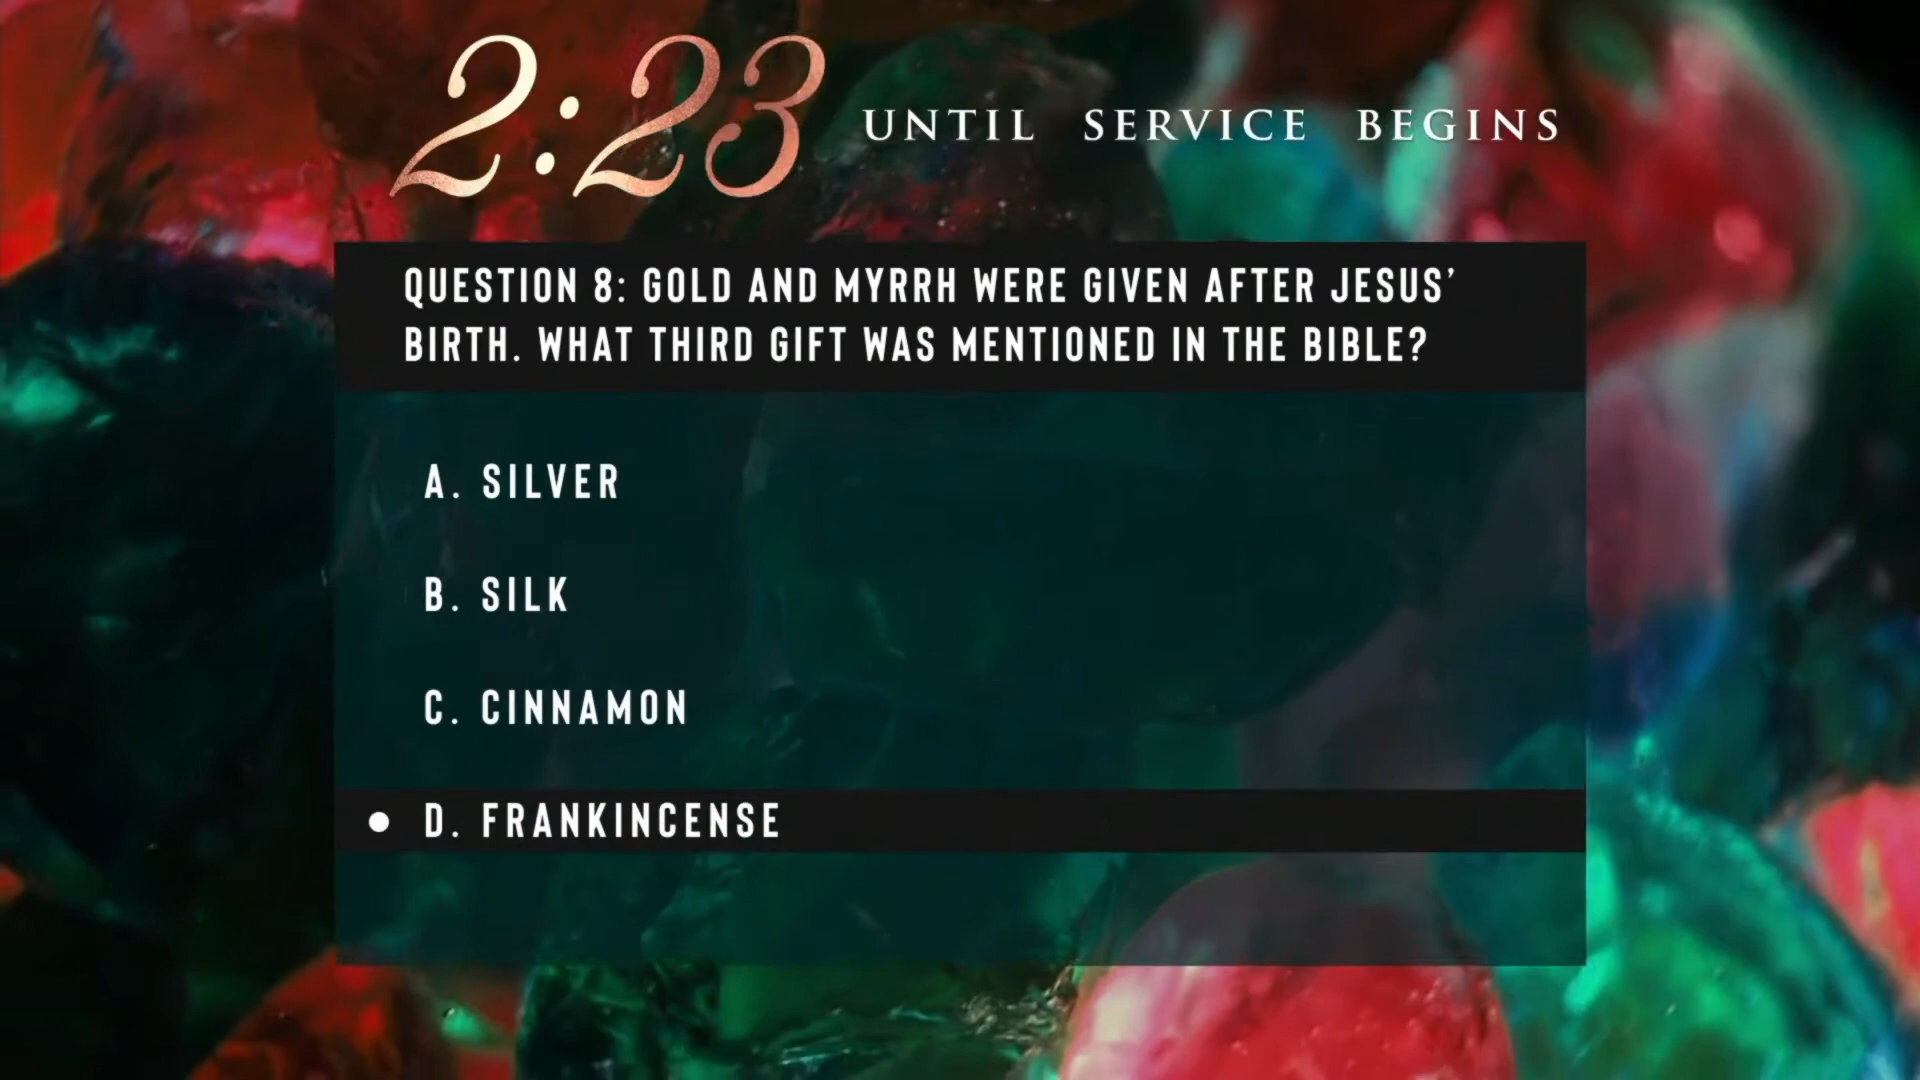 2:23 UNTIL SERVICE BEGINS
QUESTION 8: GOLD AND MYRRH WERE GIVEN AFTER JESUS’
BIRTH. WHAT THIRD GIFT WAS MENTIONED IN THE BIBLE?
A. SILVER
B. SILK
C. CINNAMON
D. FRANKINCENSE